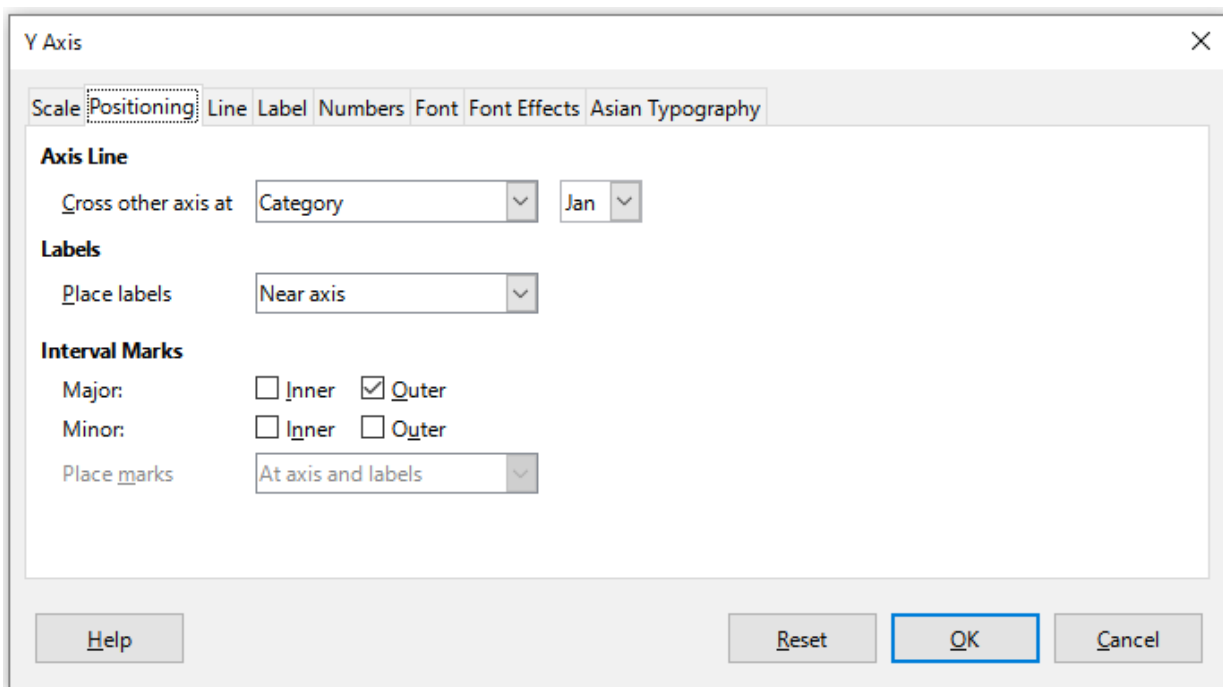 Y Axis
Scale Positioning Line Label Numbers Font Font Effects Asian Typography
Axis Line
Cross other axis at Category Jan
Labels
Place labels Near axis
Interval Marks
Major: Inner Outer
Minor: Inner Outer
Place marks At axis and labels
Help Reset OK Cancel